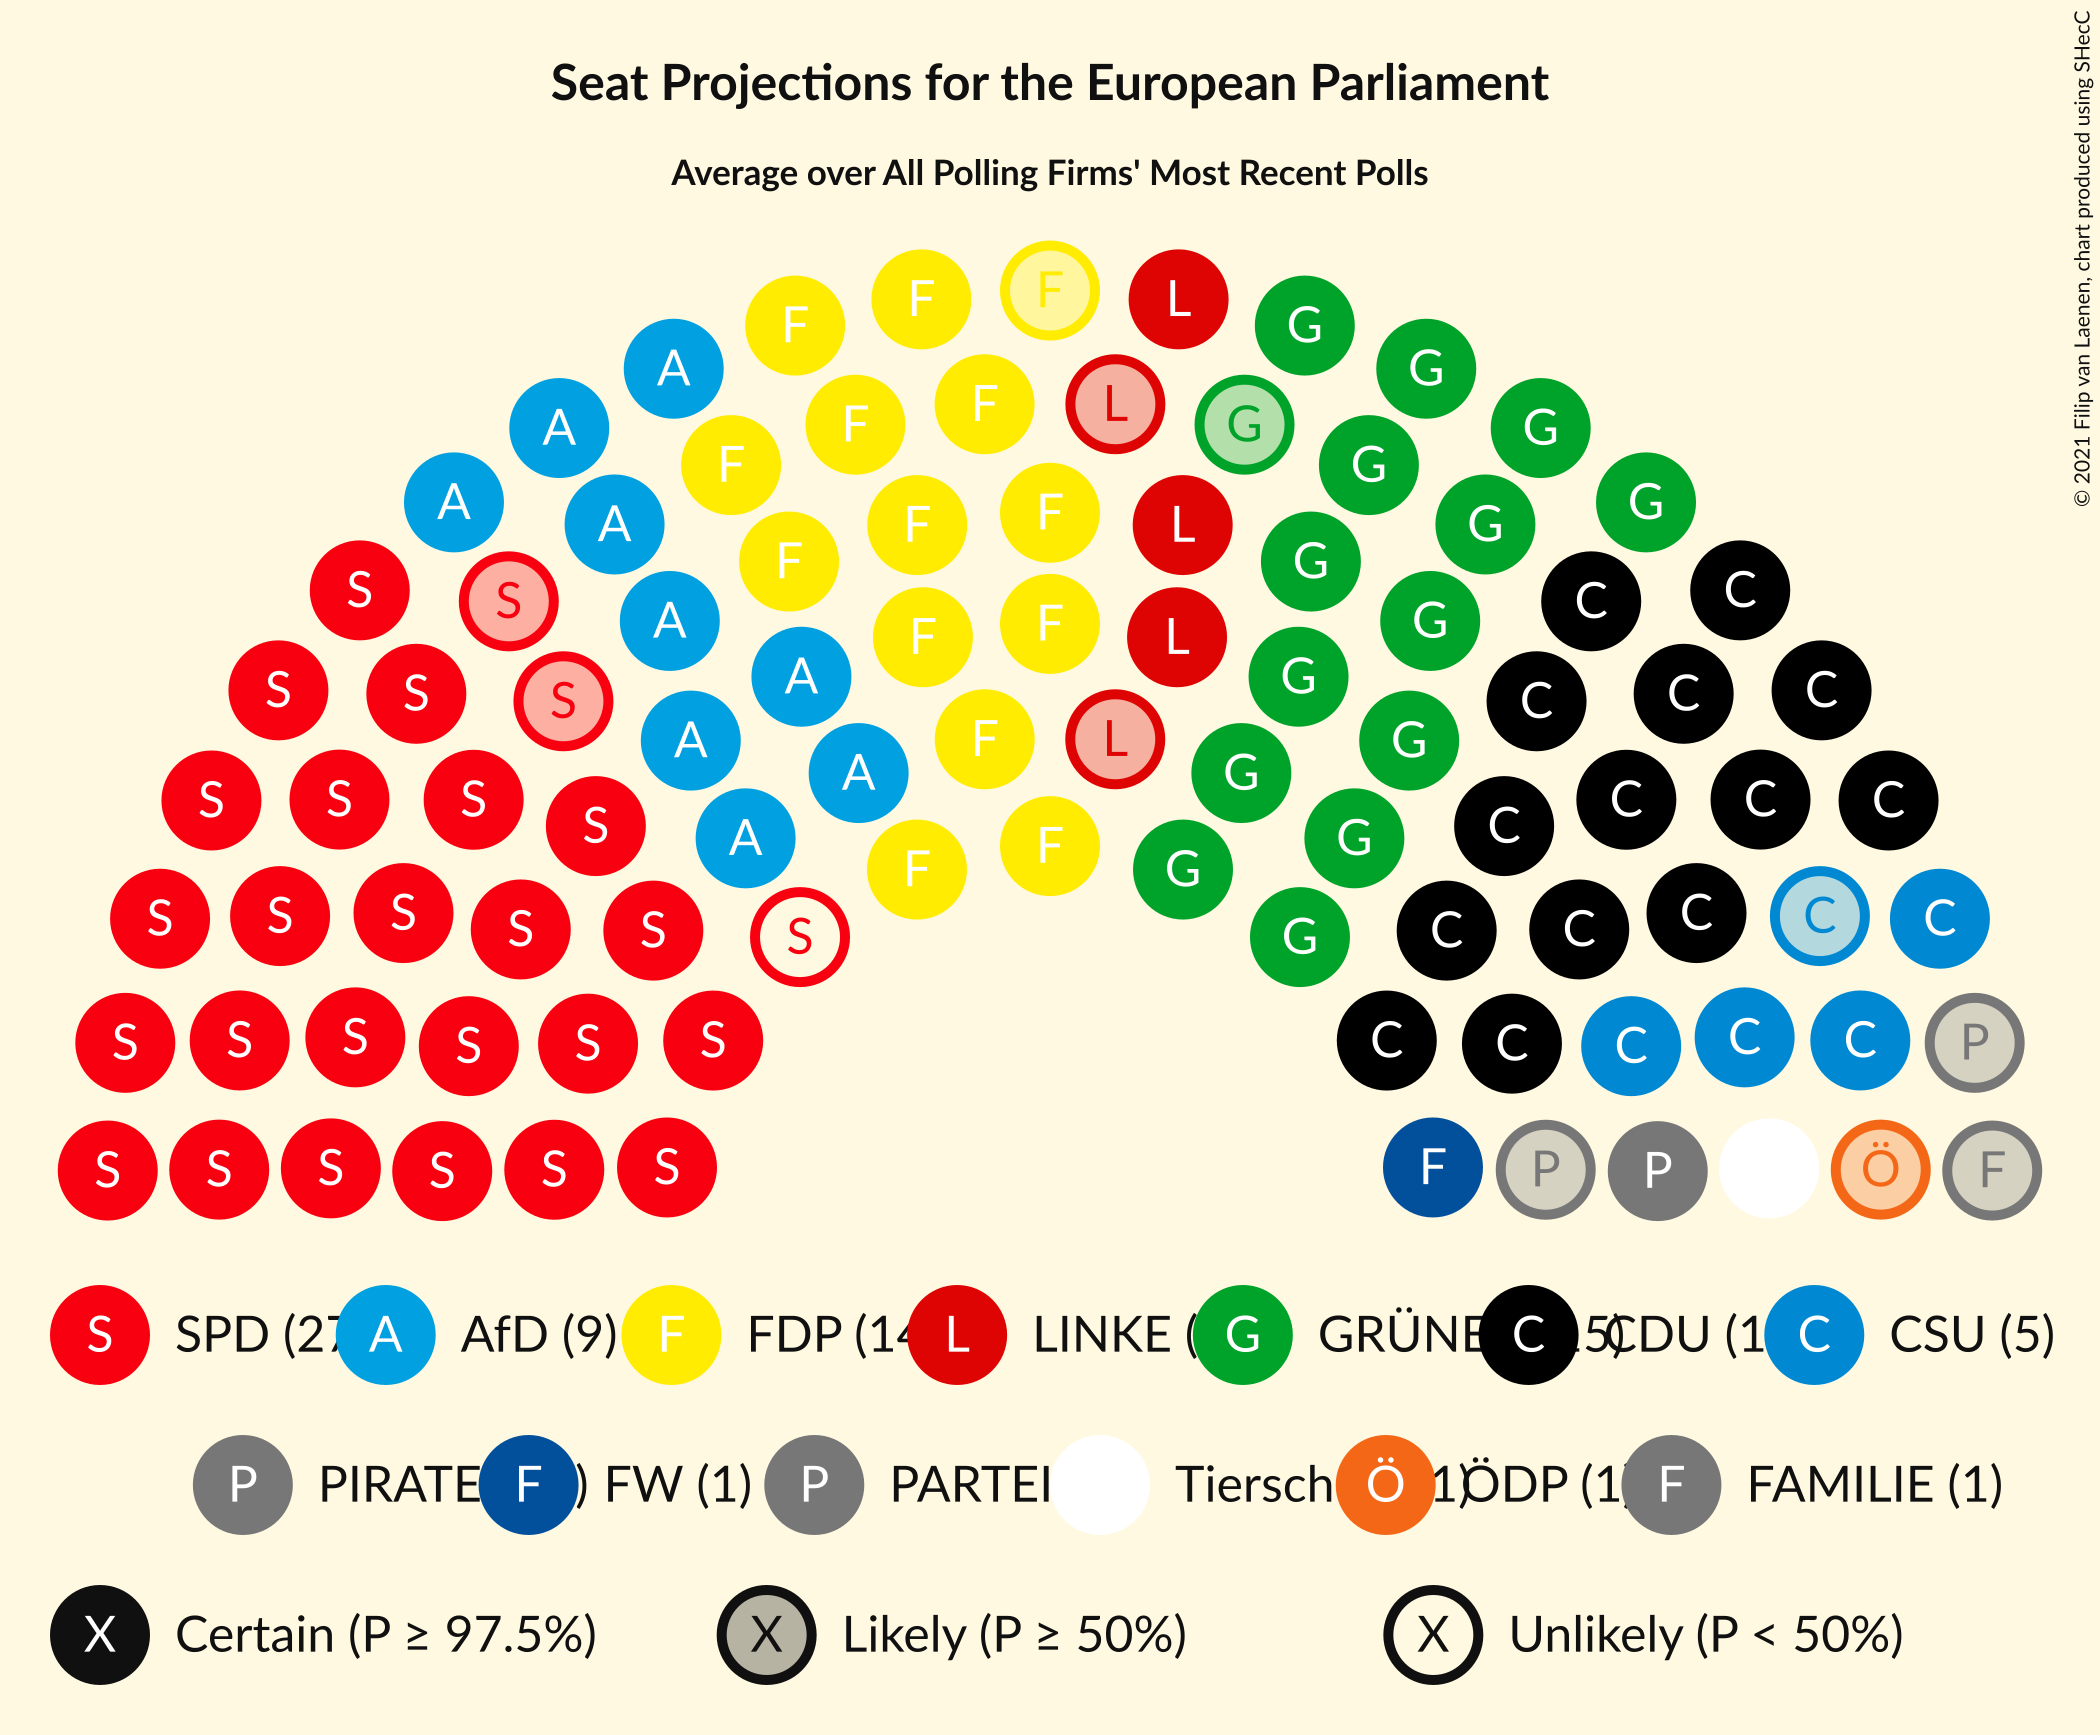 Seat Projections for the European Parliament
Average over All Polling Firms' Most Recent Polls
© 2021 Filip van Laenen, chart produced using SHecC
F F F L G G
A F F L G G G
A F F G
A A F F L G G G
S S A F G C C
A F F L G
S S S A A G C C C
A F L G
S S S S A G C C C C
A F F G G
S S S S S S G C C C C C
S S S S S S C C C C C P
S S S S S S F P P Ö F
S SPD (27 A AfD (9) F FDP (14 L LINKE ( G GRÜNE C 5) CDU (1 C CSU (5)
P PIRATE F ) FW (1) P PARTEI Tiersch Ö 1) ÖDP (1) F FAMILIE (1)
X Certain (P ≥ 97.5%) X Likely (P ≥ 50%) X Unlikely (P < 50%)